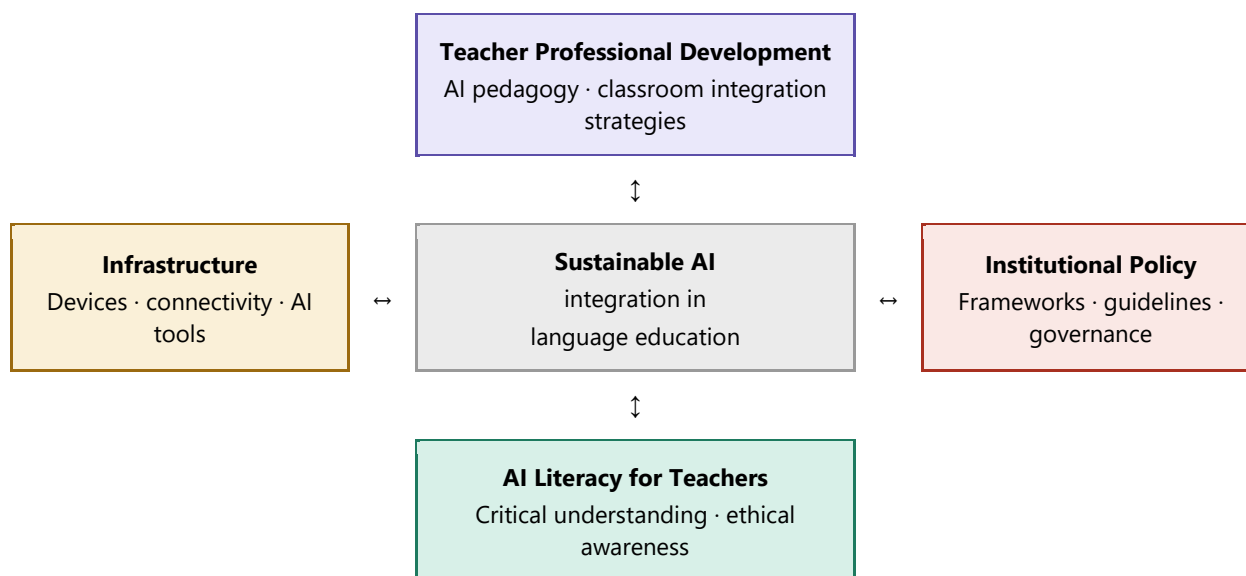 Teacher Professional Development
AI pedagogy · classroom integration
strategies
↕
Infrastructure
Devices · connectivity · AI
tools
↔
Sustainable AI
integration in
language education
↔
Institutional Policy
Frameworks · guidelines ·
governance
↕
AI Literacy for Teachers
Critical understanding · ethical
awareness